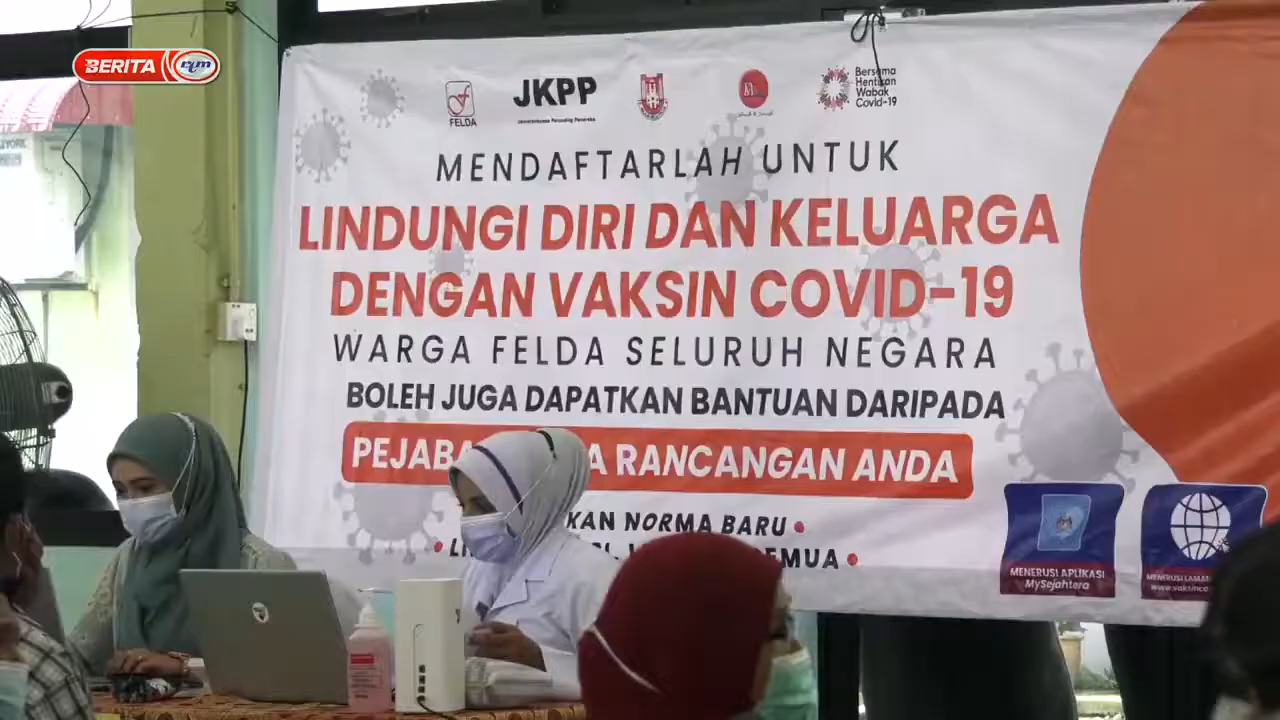 BERITA rtm
FELDA
JKPP
Bersama
Hentikan
Wabak
Covid-19
MENDAFTARLAH UNTUK
LINDUNGI DIRI DAN KELUARGA
DENGAN VAKSIN COVID-19
WARGA FELDA SELURUH NEGARA
BOLEH JUGA DAPATKAN BANTUAN DARIPADA
RANCANGAN ANDA
NORMA BARU
MENERUSI APLIKASI
MySejahtera
MENERUSI